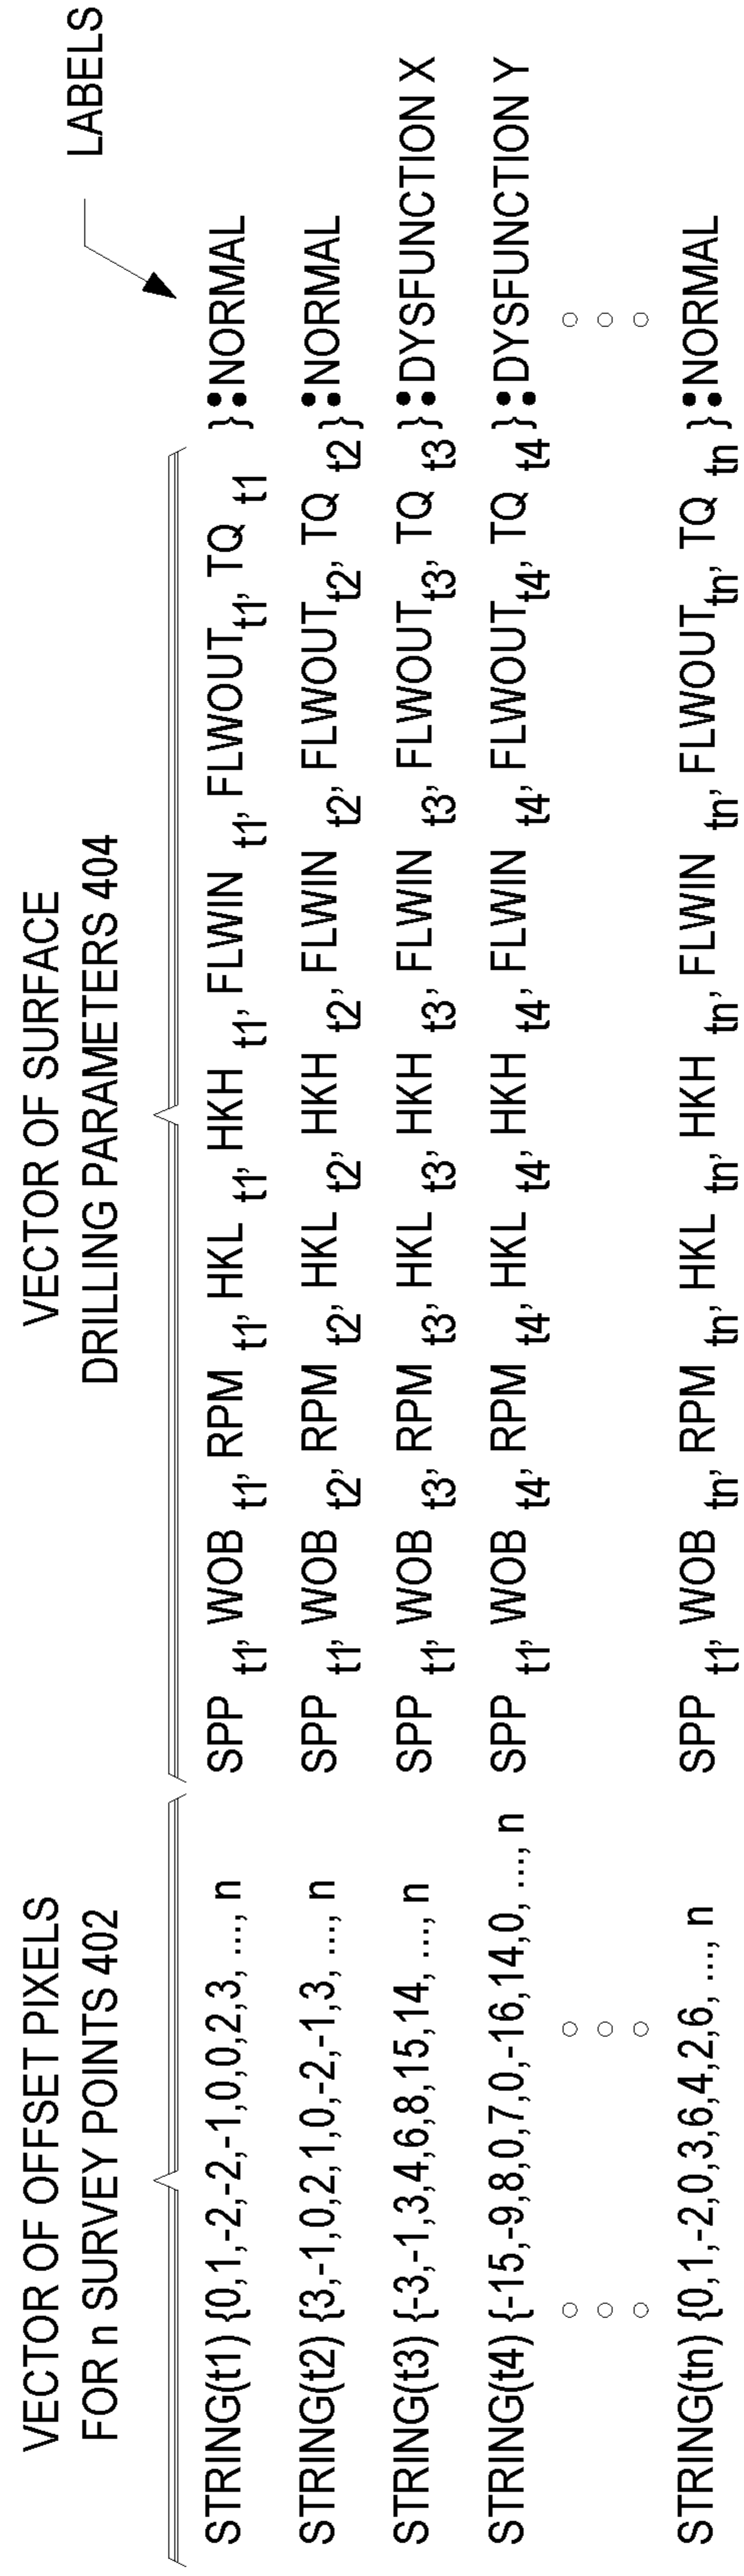 VECTOR OF OFFSET PIXELS
FOR n SURVEY POINTS 402
VECTOR OF SURFACE
DRILLING PARAMETERS 404
LABELS
STRING(t1) {0,1,-2,-2,-1,0,0,2,3, ..., n SPP t1, WOB t1, RPM t1, HKL t1, HKH t1, FLWIN t1, FLWOUT t1, TQ t1 }:NORMAL
STRING(t2) {3,-1,0,2,1,0,-2,-1,3, ..., n SPP t1, WOB t2, RPM t2, HKL t2, HKH t2, FLWIN t2, FLWOUT t2, TQ t2 }:NORMAL
STRING(t3) {-3,-1,3,4,6,8,15,14, ..., n SPP t1, WOB t3, RPM t3, HKL t3, HKH t3, FLWIN t3, FLWOUT t3, TQ t3 }:DYSFUNCTION X
STRING(t4) {-15,-9,8,0,7,0,-16,14,0, ..., n SPP t1, WOB t4, RPM t4, HKL t4, HKH t4, FLWIN t4, FLWOUT t4, TQ t4 }:DYSFUNCTION Y
STRING(tn) {0,1,-2,0,3,6,4,2,6, ..., n SPP t1, WOB tn, RPM tn, HKL tn, HKH tn, FLWIN tn, FLWOUT tn, TQ tn }:NORMAL